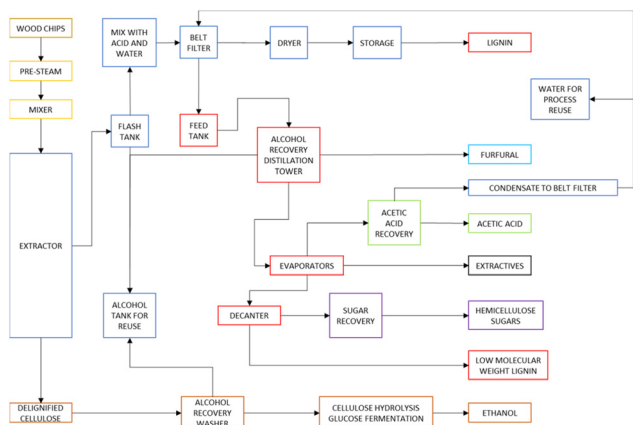 WOOD CHIPS
PRE-STEAM
MIXER
EXTRACTOR
DELIGNIFIED
CELLULOSE
MIX WITH
ACID AND
WATER
FLASH
TANK
ALCOHOL
TANK FOR
REUSE
BELT
FILTER
DRYER
STORAGE
LIGNIN
FEED
TANK
ALCOHOL
RECOVERY
DISTILLATION
TOWER
WATER FOR
PROCESS
REUSE
FURFURAL
CONDENSATE TO BELT FILTER
ACETIC
ACID
RECOVERY
ACETIC ACID
EVAPORATORS
EXTRACTIVES
DECANTER
SUGAR
RECOVERY
HEMICELLULOSE
SUGARS
LOW MOLECULAR
WEIGHT LIGNIN
ALCOHOL
RECOVERY
WASHER
CELLULOSE HYDROLYSIS
GLUCOSE FERMENTATION
ETHANOL